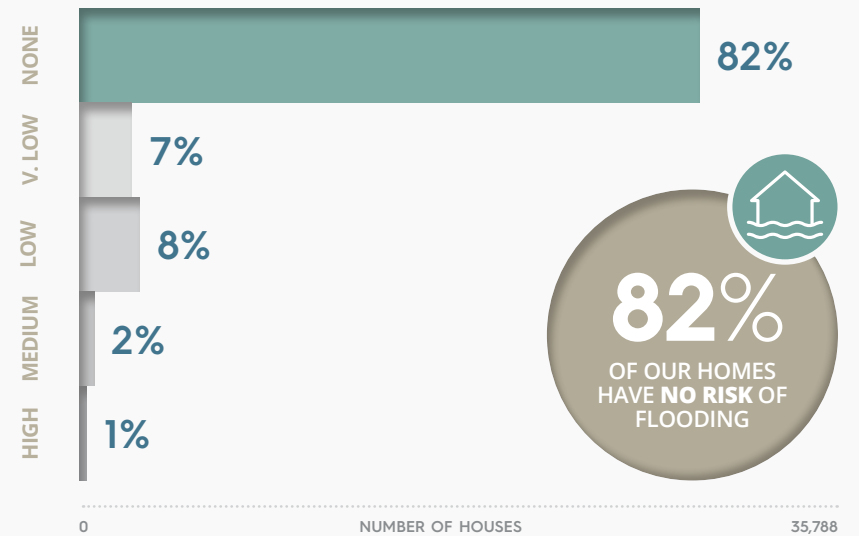 NONE
82%
V. LOW
7%
LOW
8%
MEDIUM
2%
HIGH
1%
82%
OF OUR HOMES
HAVE NO RISK OF
FLOODING
0 NUMBER OF HOUSES 35,788